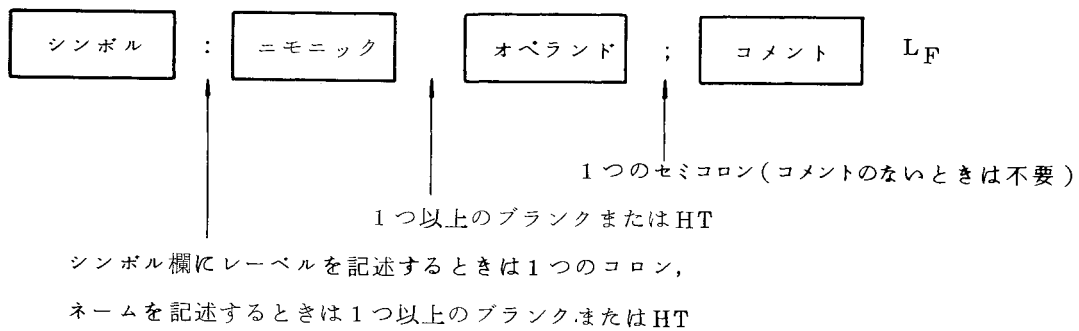 シンボル : ニモニック オペランド ; コメント LF
1つのセミコロン(コメントのないときは不要)
1つ以上のブランクまたはHT
シンボル欄にレーベルを記述するときは1つのコロン,
ネームを記述するときは1つ以上のブランクまたはHT